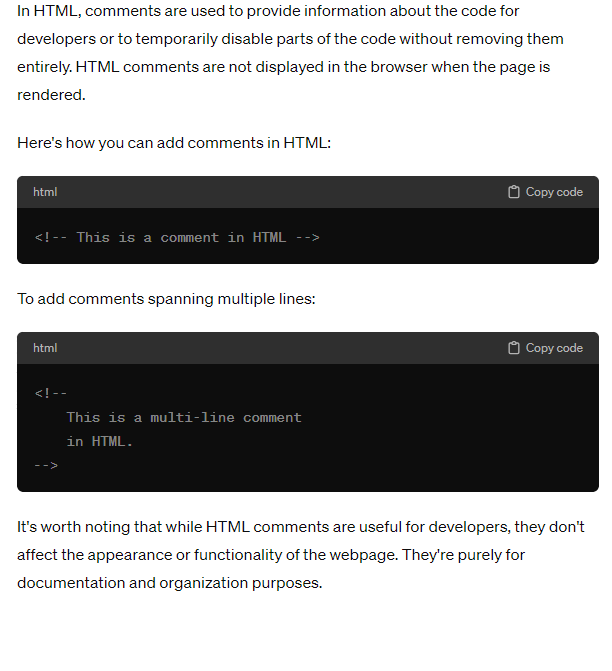 In HTML, comments are used to provide information about the code for
developers or to temporarily disable parts of the code without removing them
entirely. HTML comments are not displayed in the browser when the page is
rendered.
Here's how you can add comments in HTML:
html Copy code
<!-- This is a comment in HTML -->
To add comments spanning multiple lines:
html Copy code
<!--
    This is a multi-line comment
    in HTML.
-->
It's worth noting that while HTML comments are useful for developers, they don't
affect the appearance or functionality of the webpage. They're purely for
documentation and organization purposes.